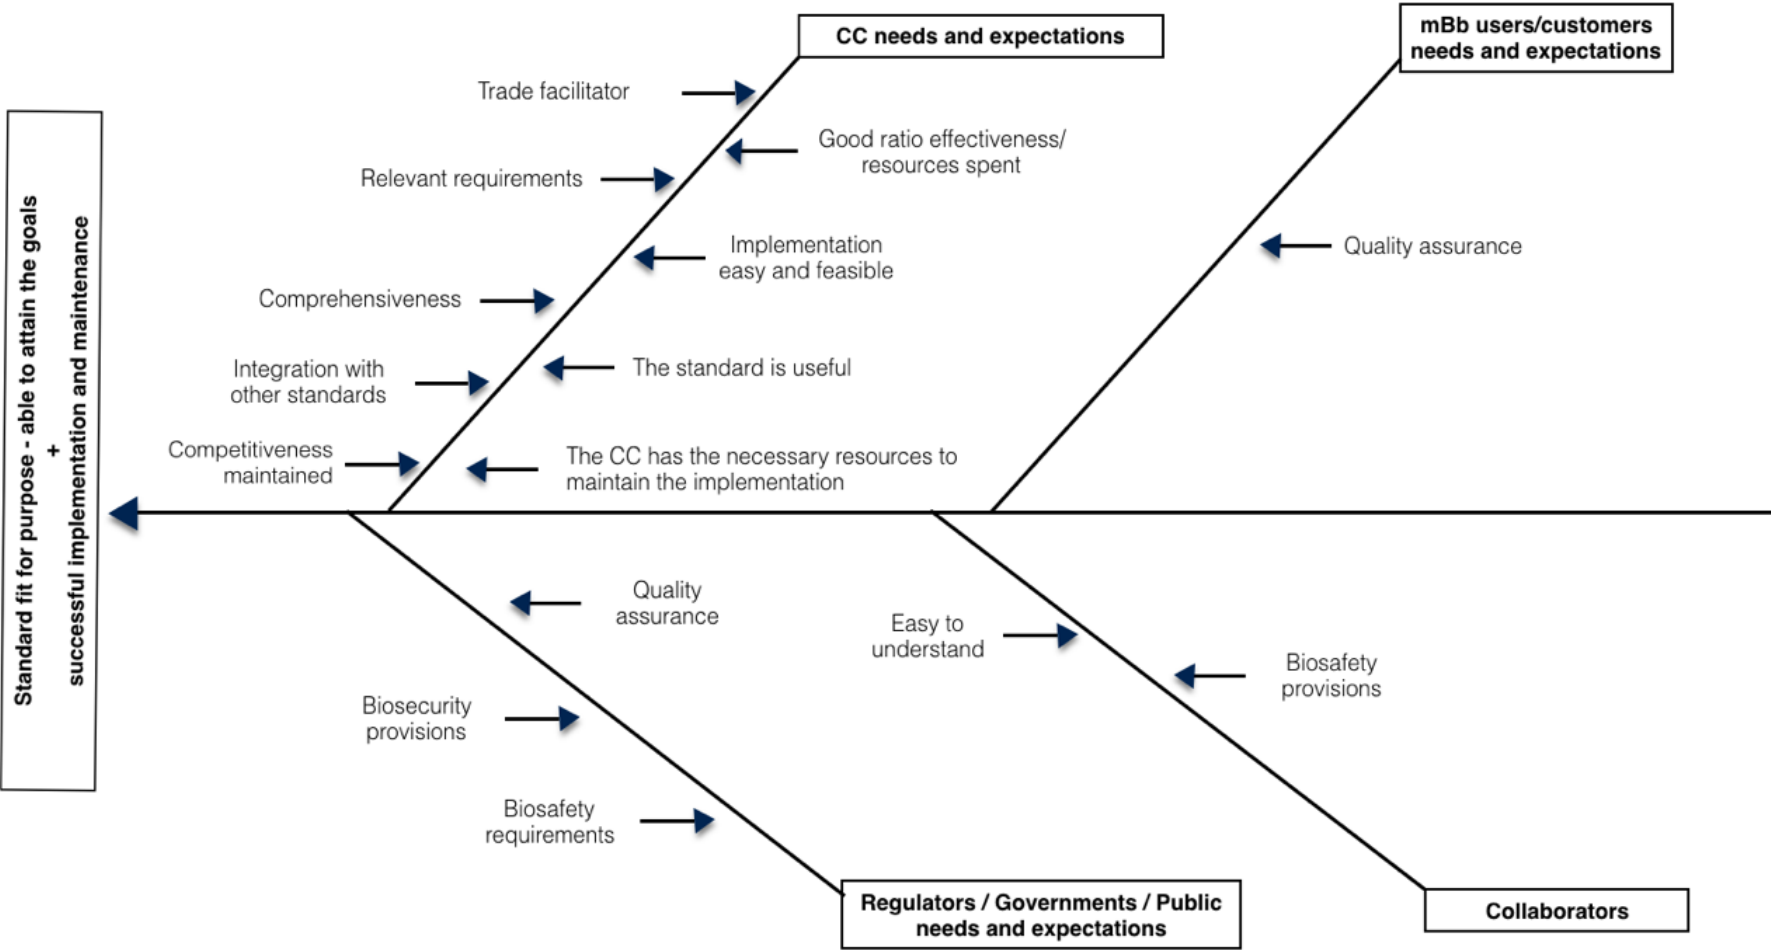 CC needs and expectations
mBb users/customers
needs and expectations
Trade facilitator
Good ratio effectiveness/
resources spent
Relevant requirements
Implementation
easy and feasible
Quality assurance
Comprehensiveness
Integration with
other standards
The standard is useful
Competitiveness
maintained
The CC has the necessary resources to
maintain the implementation
Standard fit for purpose - able to attain the goals
+
successful implementation and maintenance
Quality
assurance
Easy to
understand
Biosafety
provisions
Biosecurity
provisions
Biosafety
requirements
Regulators / Governments / Public
needs and expectations
Collaborators